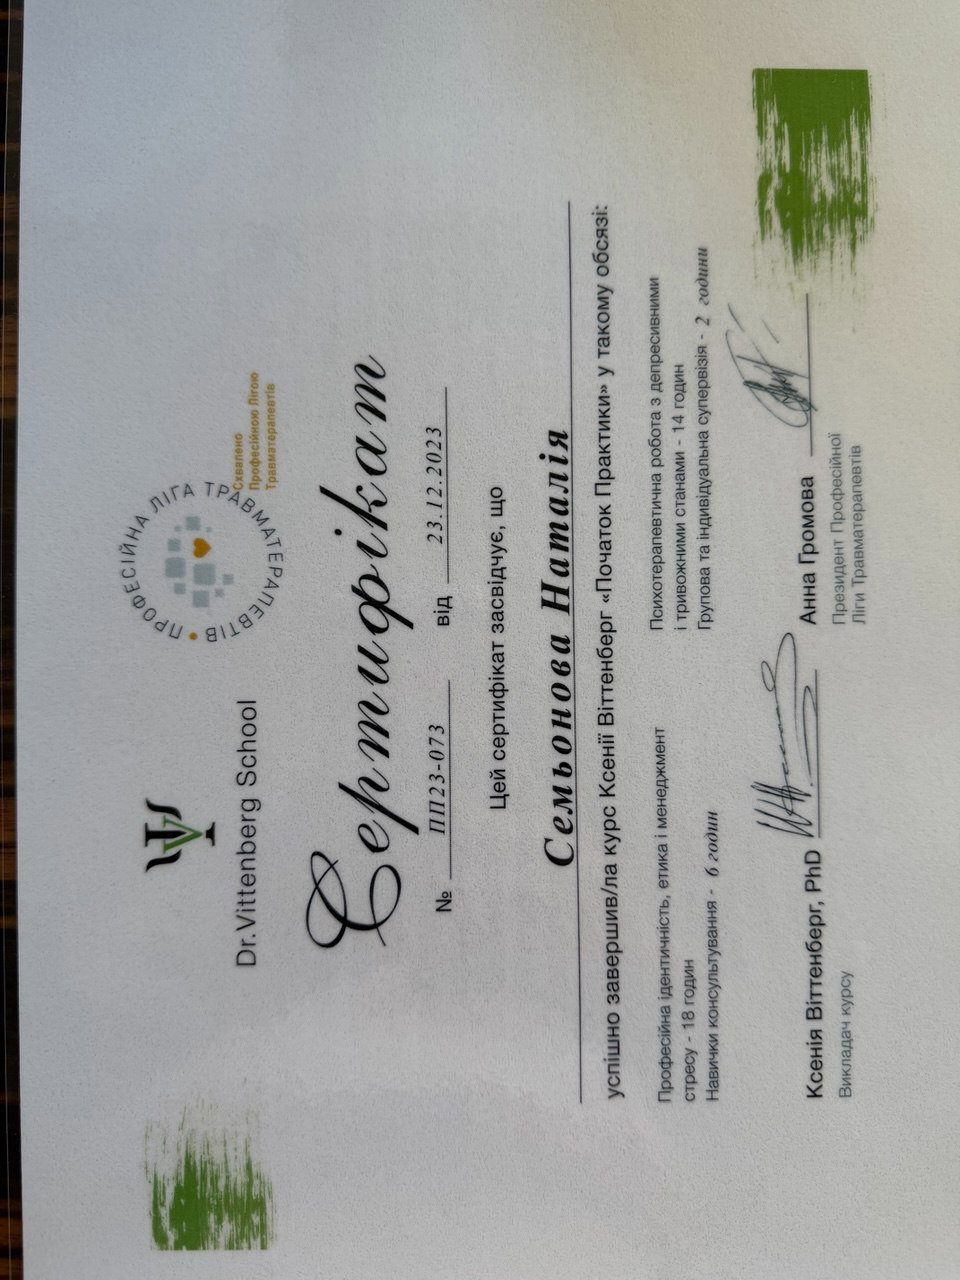 Dr.Vittenberg School
ПРОФЕСІЙНА ЛІГА ТРАВМАТЕРАПЕВТІВ
Схвалено
Професійною Лігою
Травматерапевтів
Сертифікат
№ ПП23-073 від 23.12.2023
Цей сертифікат засвідчує, що
Семьонова Наталія
успішно завершив/ла курс Ксенії Віттенберг «Початок Практики» у такому обсязі:
Професійна ідентичність, етика і менеджмент
стресу - 18 годин
Навички консультування - 6 годин
Психотерапевтична робота з депресивними
і тривожними станами - 14 годин
Групова та індивідуальна супервізія - 2 години
Ксенія Віттенберг, PhD
Викладач курсу
Анна Громова
Президент Професійної
Ліги Травматерапевтів